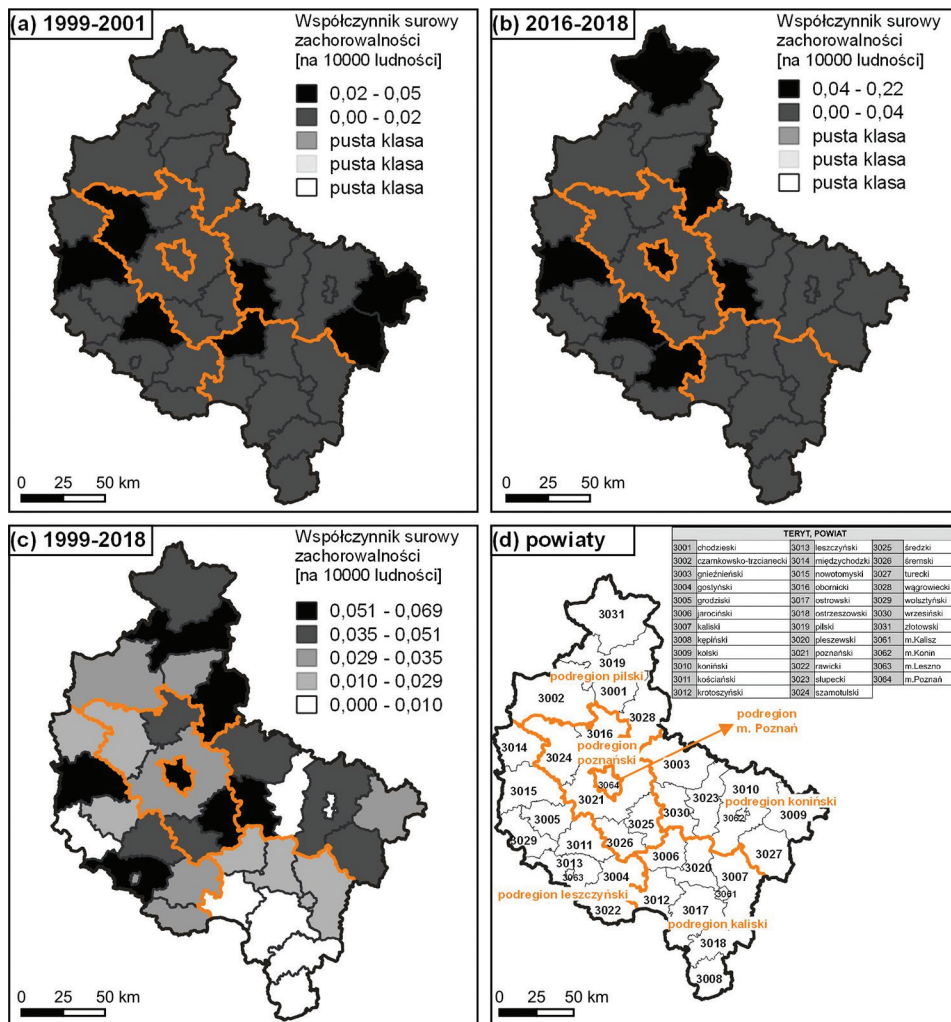 (a) 1999-2001
Współczynnik surowy
zachorowalności
[na 10000 ludności]
0,02 - 0,05
0,00 - 0,02
pusta klasa
pusta klasa
pusta klasa
0 25 50 km
(b) 2016-2018
Współczynnik surowy
zachorowalności
[na 10000 ludności]
0,04 - 0,22
0,00 - 0,04
pusta klasa
pusta klasa
pusta klasa
0 25 50 km
(c) 1999-2018
Współczynnik surowy
zachorowalności
[na 10000 ludności]
0,051 - 0,069
0,035 - 0,051
0,029 - 0,035
0,010 - 0,029
0,000 - 0,010
0 25 50 km
(d) powiaty
TERYT, POWIAT
3001 chodzieski 3013 leszczyński 3025 średzki
3002 czarnkowsko-trzcianecki 3014 międzychodzki 3026 śremski
3003 gnieźnieński 3015 nowotomyski 3027 turecki
3004 gostyński 3016 obornicki 3028 wągrowiecki
3005 grodziski 3017 ostrowski 3029 wolsztyński
3006 jarociński 3018 ostrzeszowski 3030 wrzesiński
3007 kaliski 3019 pilski 3031 złotowski
3008 kępiński 3020 pleszewski 3061 m.Kalisz
3009 kolski 3021 poznański 3062 m.Konin
3010 koniński 3022 rawicki 3063 m.Leszno
3011 kościański 3023 słupecki 3064 m.Poznań
3012 krotoszyński 3024 szamotulski
3031
3019
podregion pilski
3002 3001
3028
podregion
m. Poznań
3016
podregion
poznański
3014 3024 3003
3064
3015 3021 3023 3010
podregion koniński
3005 3025 3030 3062 3009
3029 3011 3026
3006 3027
3013 3020 3007
3063 3004
podregion leszczyński
3012 3061
3022 3017
podregion kaliski
3018
3008
0 25 50 km